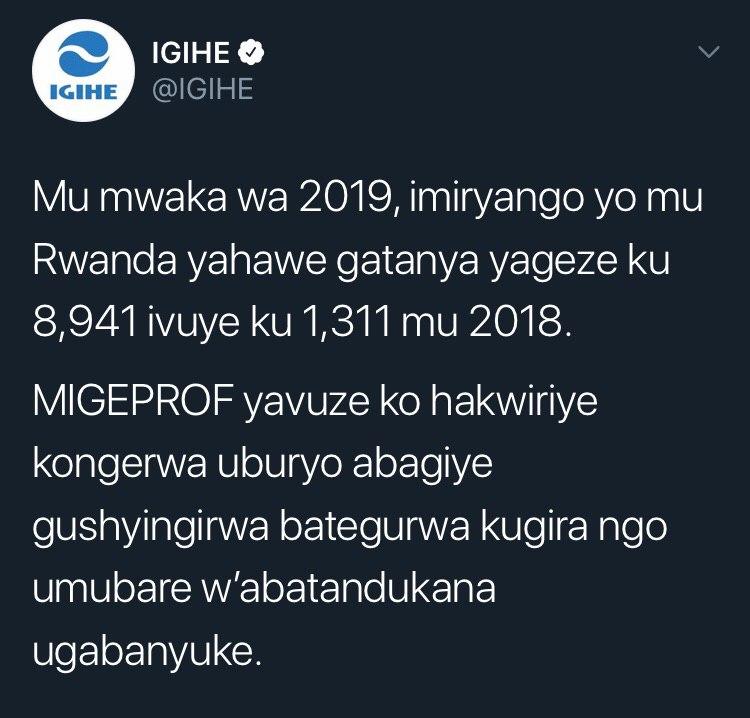 IGIHE
IGIHE
@IGIHE
Mu mwaka wa 2019, imiryango yo mu
Rwanda yahawe gatanya yageze ku
8,941 ivuye ku 1,311 mu 2018.
MIGEPROF yavuze ko hakwiriye
kongerwa uburyo abagiye
gushyingirwa bategurwa kugira ngo
umubare w’abatandukana
ugabanyuke.